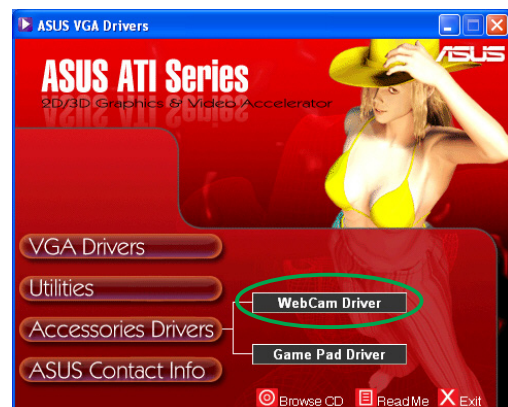 ASUS VGA Drivers
ASUS
ASUS ATI Series
2D/3D Graphics & Video Accelerator
VGA Drivers
Utilities
WebCam Driver
Accessories Drivers
Game Pad Driver
ASUS Contact Info
Browse CD ReadMe Exit